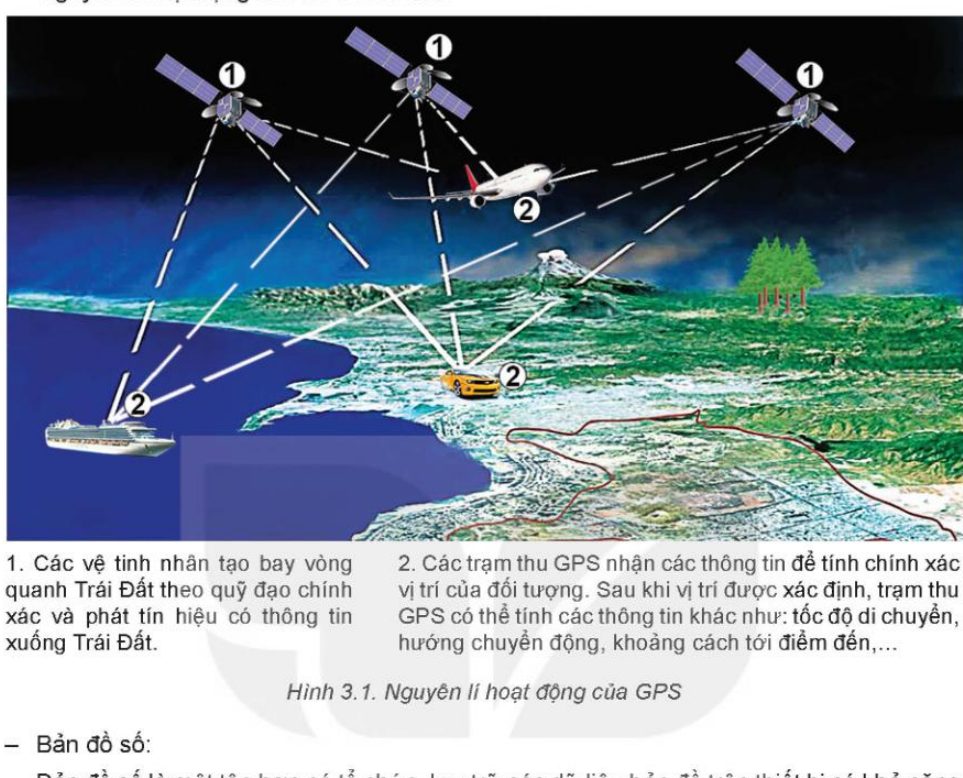 1
1
1
2
2
2
1. Các vệ tinh nhân tạo bay vòng
quanh Trái Đất theo quỹ đạo chính
xác và phát tín hiệu có thông tin
xuống Trái Đất.
2. Các trạm thu GPS nhận các thông tin để tính chính xác
vị trí của đối tượng. Sau khi vị trí được xác định, trạm thu
GPS có thể tính các thông tin khác như: tốc độ di chuyển,
hướng chuyển động, khoảng cách tới điểm đến,...
Hình 3.1. Nguyên lí hoạt động của GPS
– Bản đồ số: